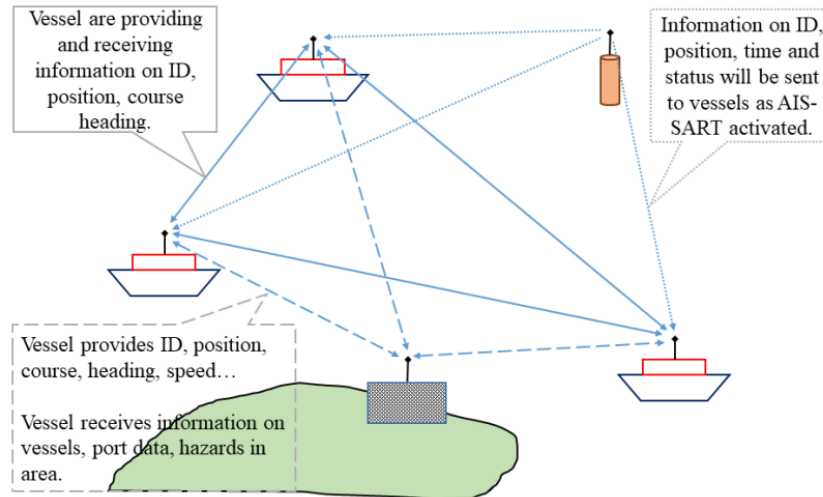 Vessel are providing
and receiving
information on ID,
position, course
heading.
Information on ID,
position, time and
status will be sent
to vessels as AIS-
SART activated.
Vessel provides ID, position,
course, heading, speed…
Vessel receives information on
vessels, port data, hazards in
area.